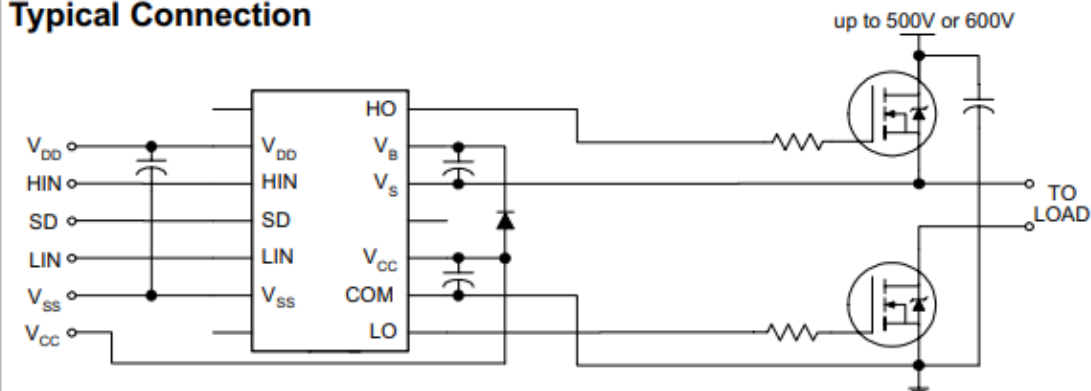 Typical Connection
up to 500V or 600V
HO
VDD
VDD
VB
HIN
HIN
VS
TO
LOAD
SD
SD
LIN
LIN
VCC
VSS
VSS
COM
VCC
LO